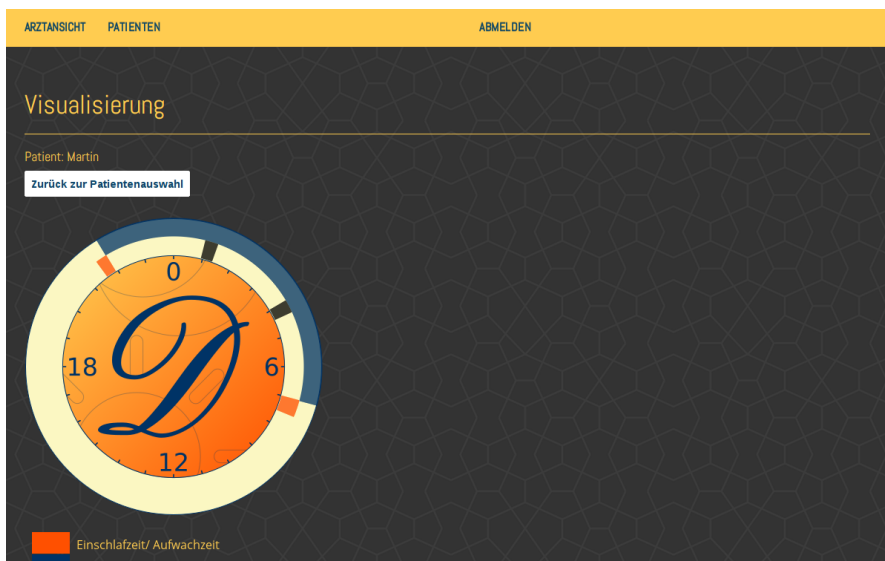 ARZTANSICHT PATIENTEN ABMELDEN
Visualisierung
Patient: Martin
Zurück zur Patientenauswahl
0
D
18 6
12
Einschlafzeit/ Aufwachzeit